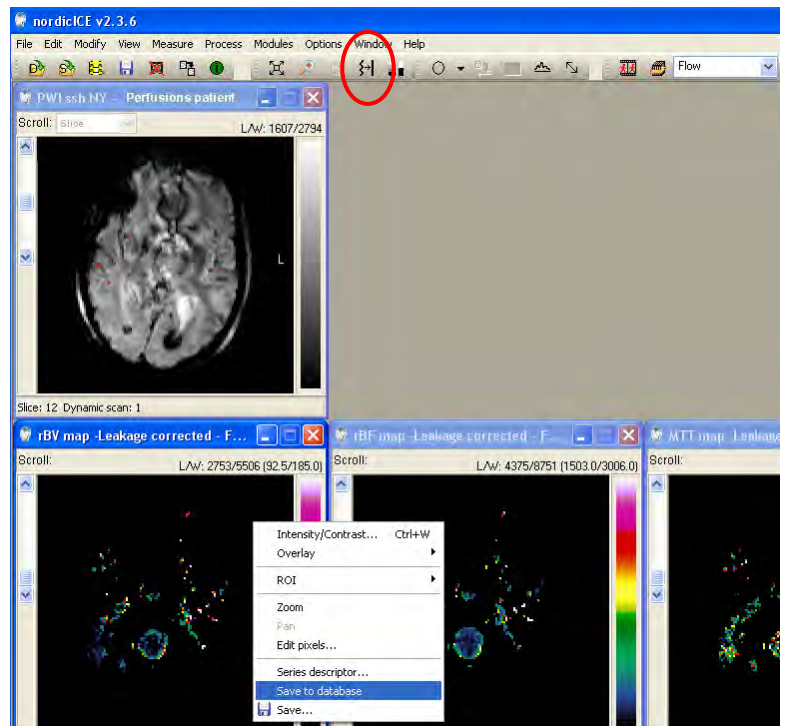 nordicICE v2.3.6
File Edit Modify View Measure Process Modules Options Window Help
Flow
PWI ssh NY - Perfusions patient
Scroll: Slice L/W: 1607/2794
L
Slice: 12 Dynamic scan: 1
rBV map -Leakage corrected - F... rBF map -Leakage corrected - F... MTT map -Leakage
Scroll: L/W: 2753/5506 (92.5/185.0) Scroll: L/W: 4375/8751 (1503.0/3006.0) Scroll:
Intensity/Contrast... Ctrl+W
Overlay
ROI
Zoom
Pan
Edit pixels...
Series descriptor...
Save to database
Save...